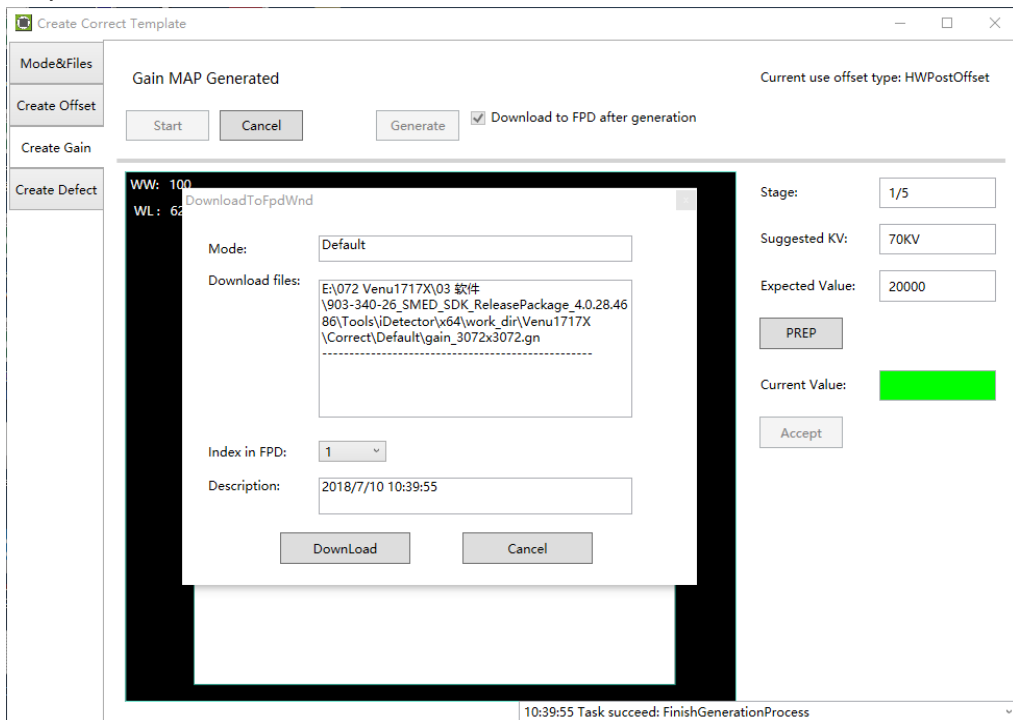 Create Correct Template
Mode&Files
Create Offset
Create Gain
Create Defect
Gain MAP Generated
Current use offset type: HWPostOffset
Start
Cancel
Generate
Download to FPD after generation
WW: 100
WL: 62
DownloadToFpdWnd
Mode:
Default
Download files:
E:\072 Venu1717X\03 软件
\903-340-26_SMED_SDK_ReleasePackage_4.0.28.46
86\Tools\iDetector\x64\work_dir\Venu1717X
\Correct\Default\gain_3072x3072.gn
----------------------------------------------------
Index in FPD:
1
Description:
2018/7/10 10:39:55
DownLoad
Cancel
Stage:
1/5
Suggested KV:
70KV
Expected Value:
20000
PREP
Current Value:
Accept
10:39:55 Task succeed: FinishGenerationProcess